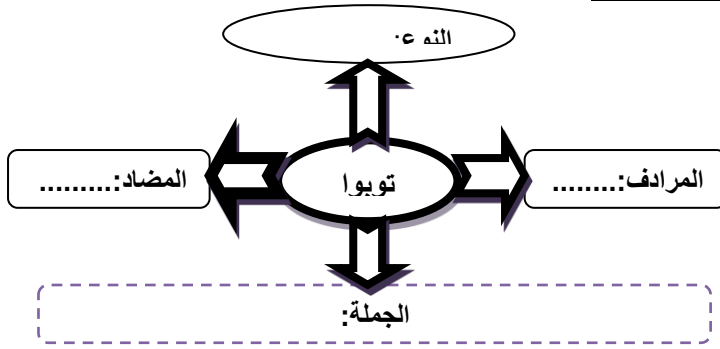 النوع:
المرادف:........
توبوا
المضاد:.........
الجملة: